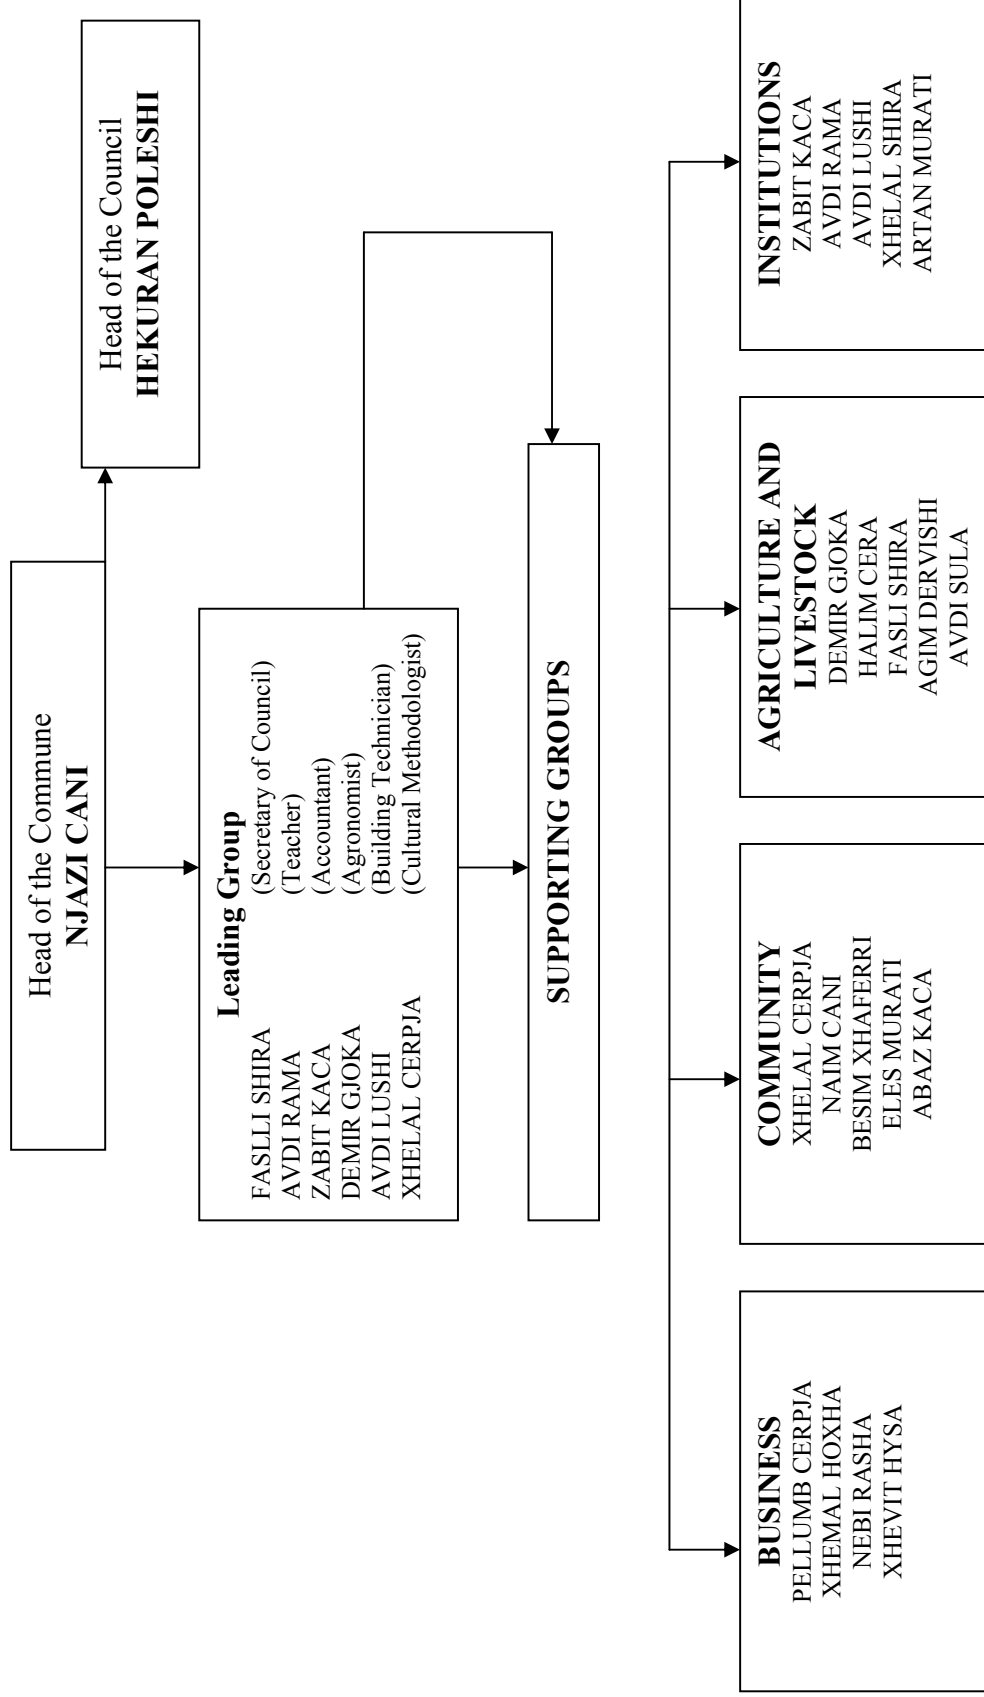 Head of the Commune
NJAZI CANI
Head of the Council
HEKURAN POLESHI
Leading Group
FASLLI SHIRA (Secretary of Council)
AVDI RAMA (Teacher)
ZABIT KACA (Accountant)
DEMIR GJOKA (Agronomist)
AVDI LUSHI (Building Technician)
XHELAL CERPJA (Cultural Methodologist)
SUPPORTING GROUPS
BUSINESS
PELLUMB CERPJA
XHEMAL HOXHA
NEBI RASHA
XHEVIT HYSA
COMMUNITY
XHELAL CERPJA
NAIM CANI
BESIM XHAFERRI
ELES MURATI
ABAZ KACA
AGRICULTURE AND
LIVESTOCK
DEMIR GJOKA
HALIM CERA
FASLI SHIRA
AGIM DERVISHI
AVDI SULA
INSTITUTIONS
ZABIT KACA
AVDI RAMA
AVDI LUSHI
XHELAL SHIRA
ARTAN MURATI